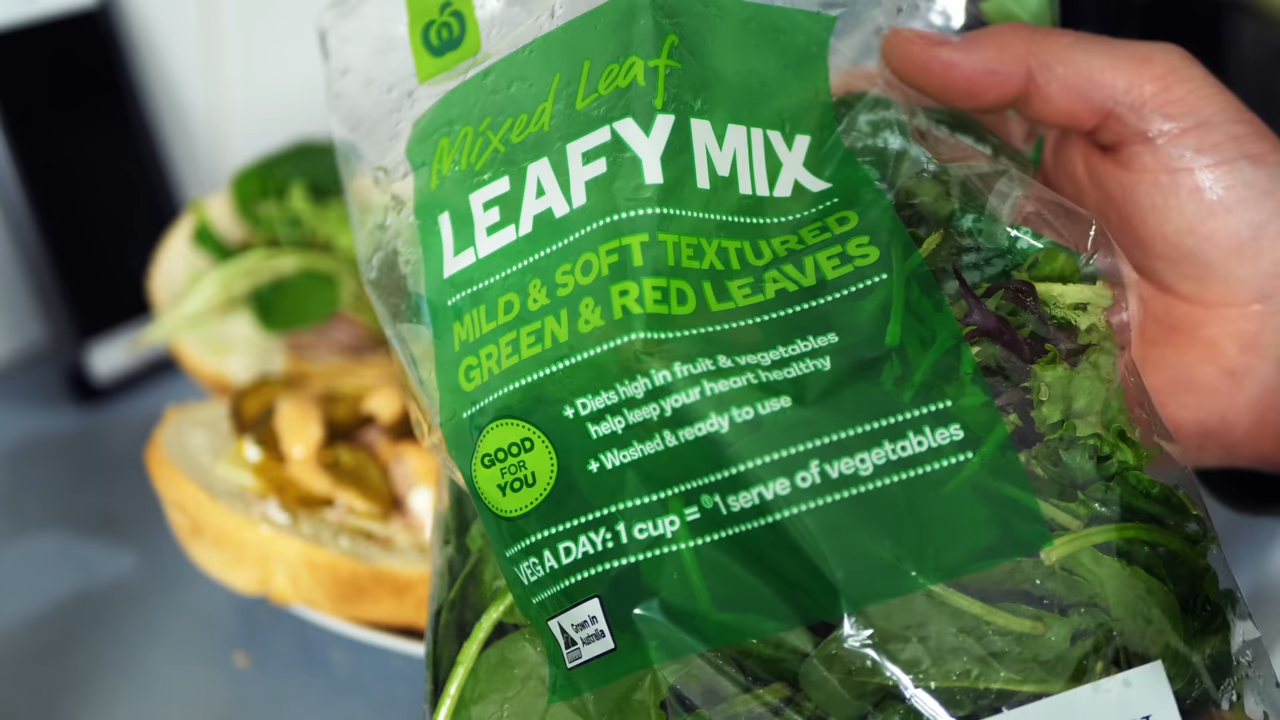 Mixed Leaf
LEAFY MIX
MILD & SOFT TEXTURED
GREEN & RED LEAVES
+ Diets high in fruit & vegetables
help keep your heart healthy
+ Washed & ready to use
GOOD
FOR
YOU
VEG A DAY: 1 cup = 1 serve of vegetables
Grown in
Australia